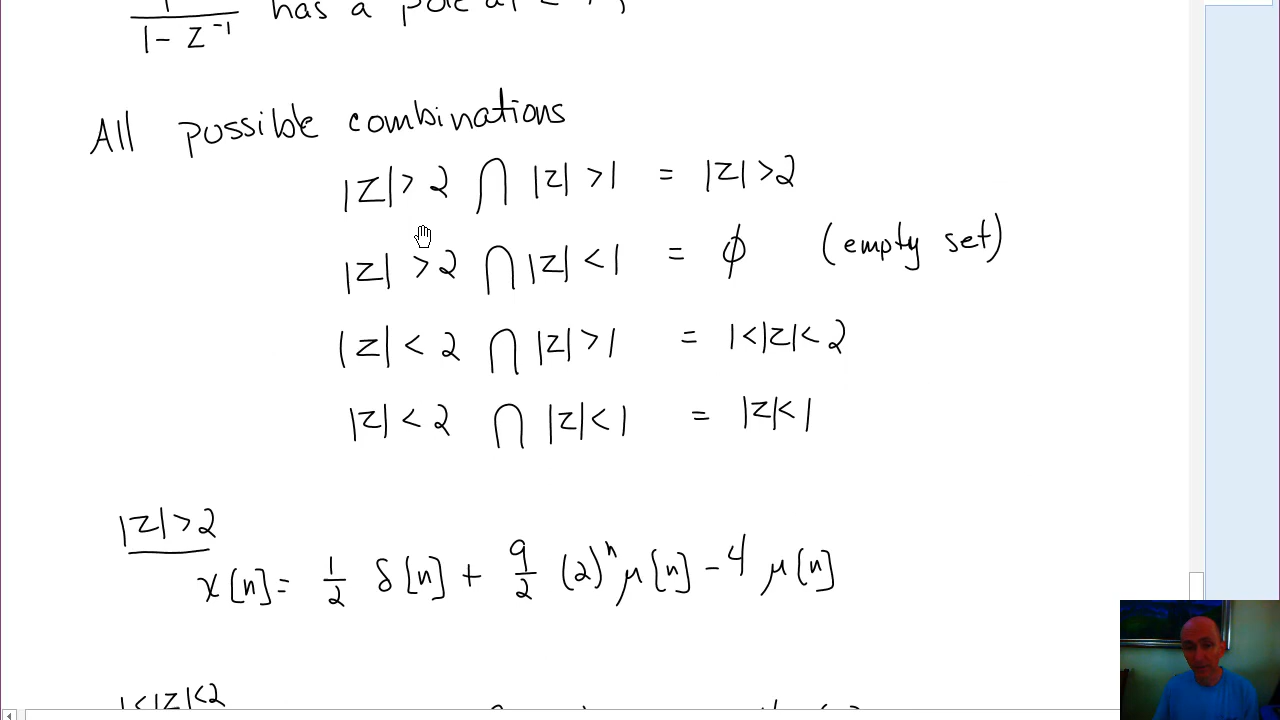 1 / (1 - z⁻¹) has a pole at z
All possible combinations
|z| > 2 ∩ |z| > 1 = |z| > 2
|z| > 2 ∩ |z| < 1 = ϕ (empty set)
|z| < 2 ∩ |z| > 1 = 1 < |z| < 2
|z| < 2 ∩ |z| < 1 = |z| < 1
|z| > 2
x[n] = 1/2 δ[n] + 9/2 (2)ⁿ μ[n] - 4 μ[n]
1 < |z| < 2